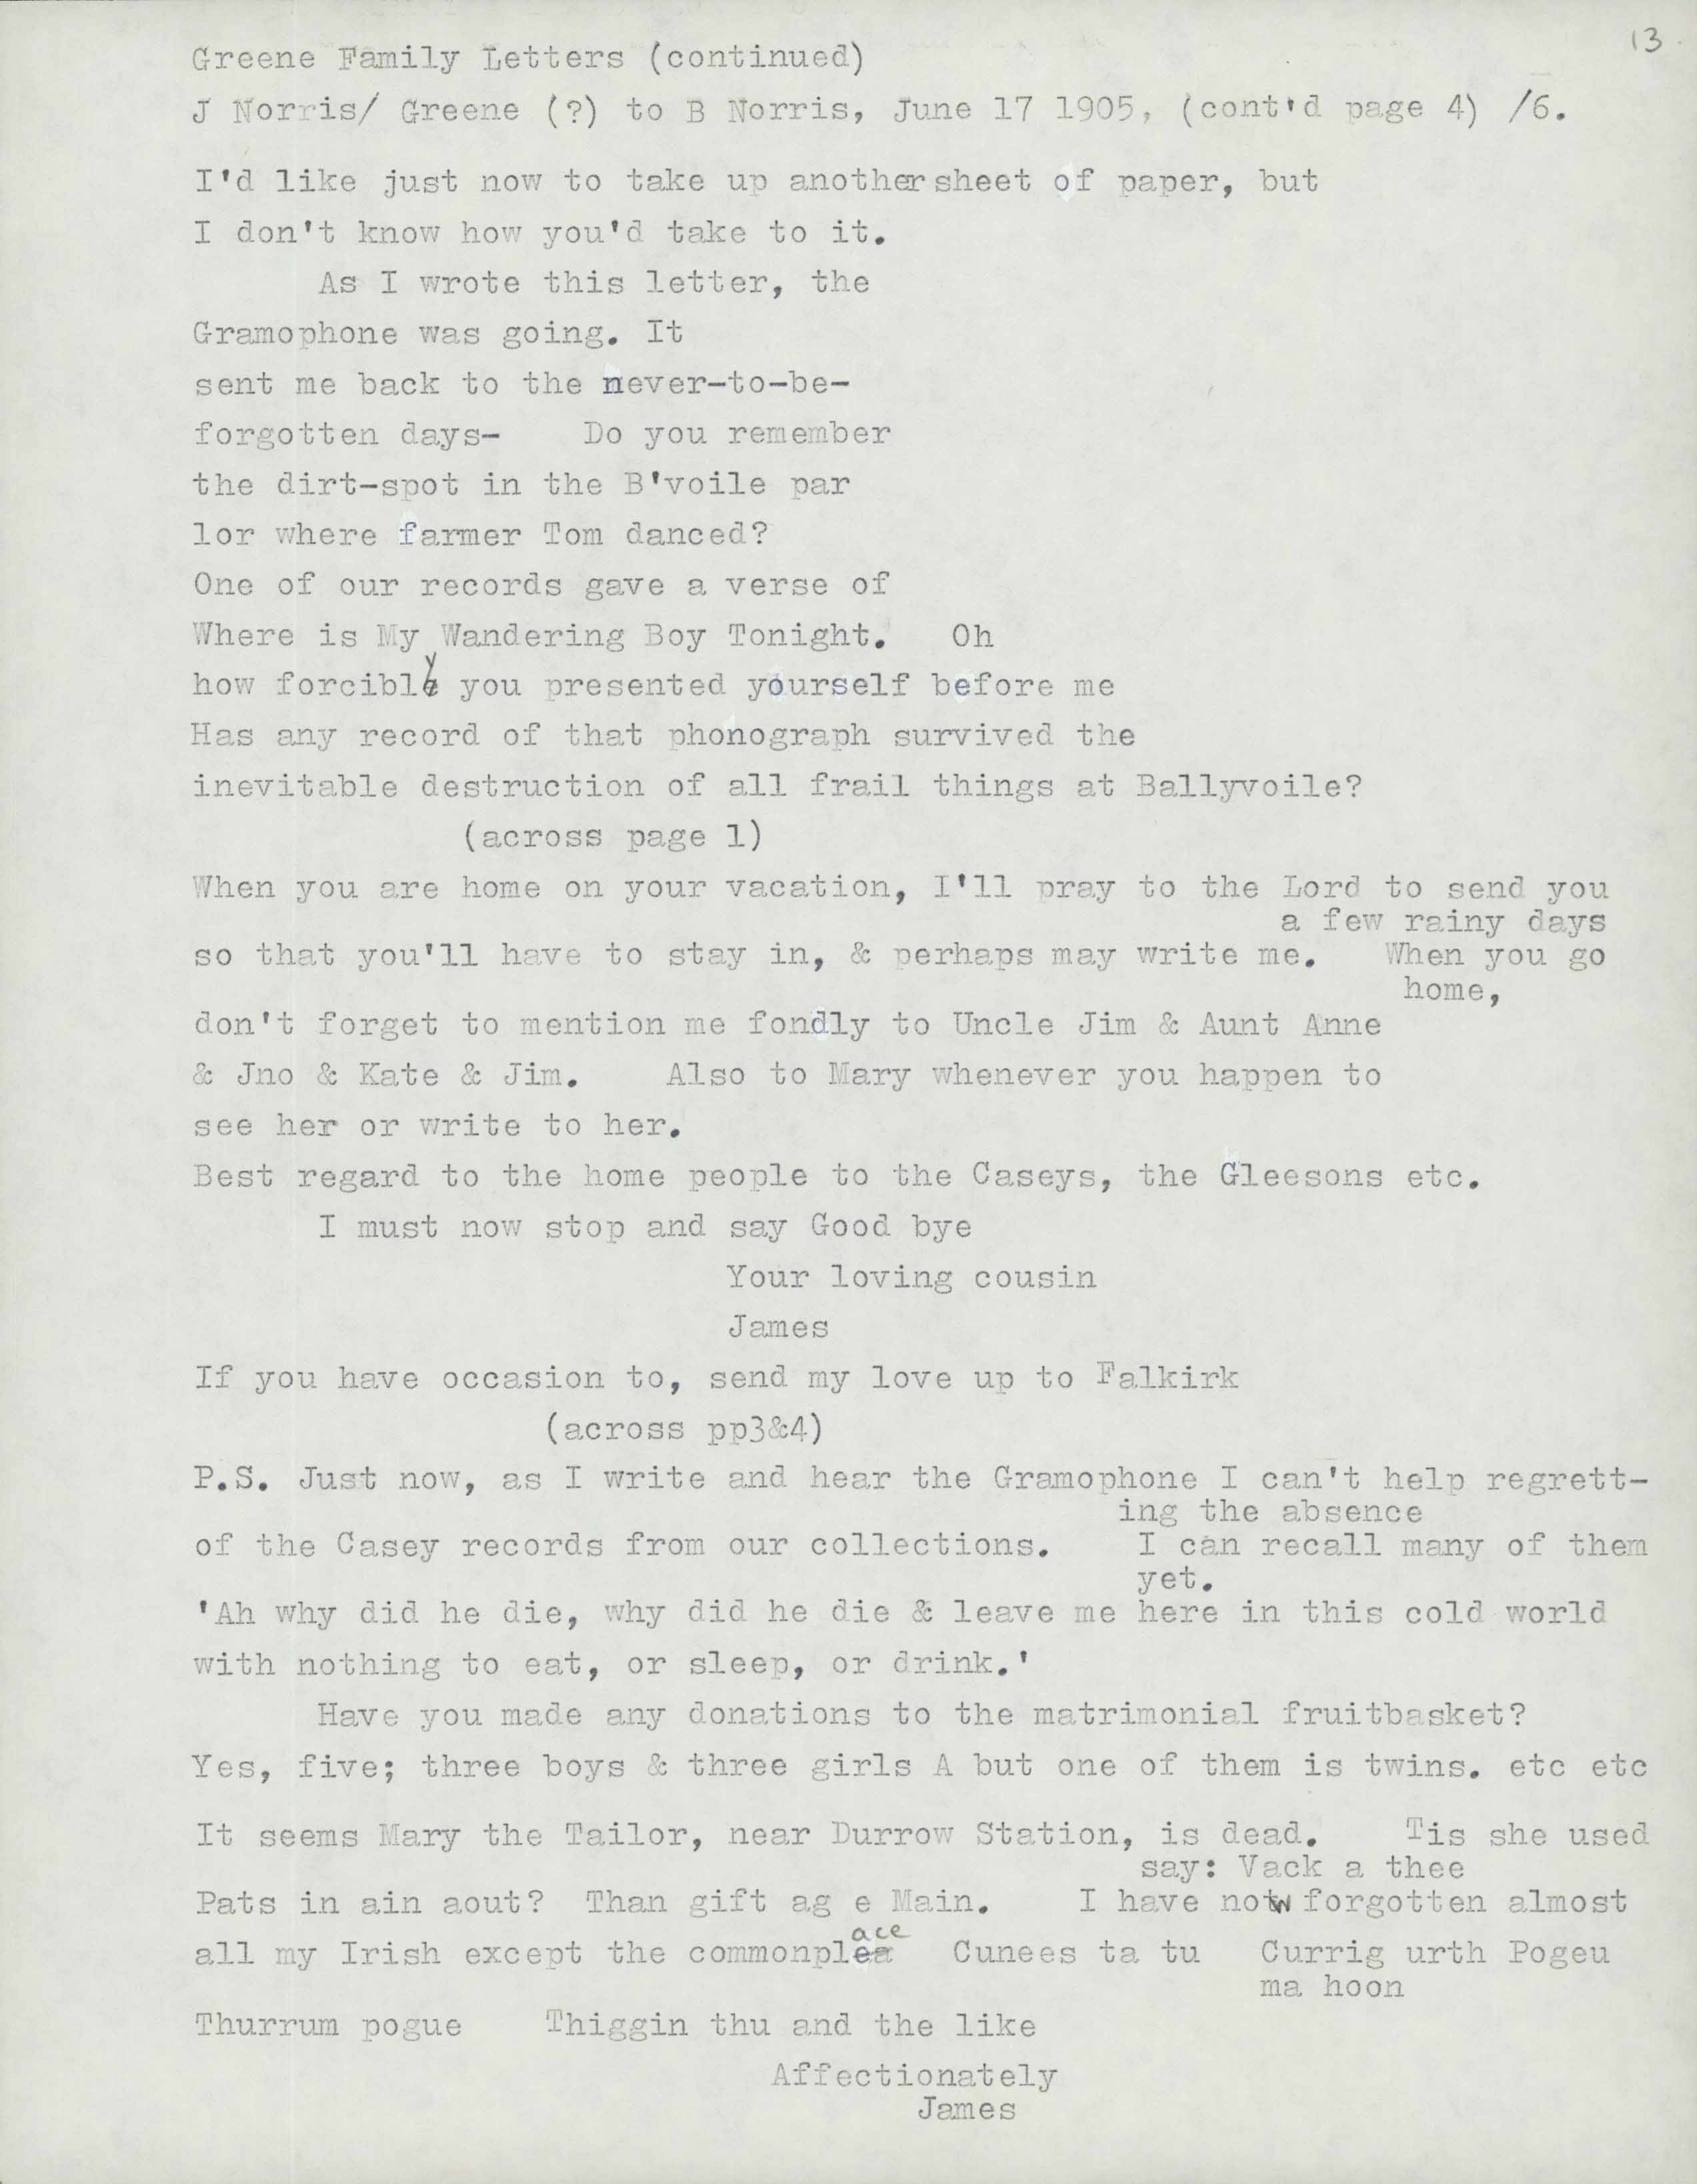 13.
Greene Family Letters (continued)
J Norris/ Greene (?) to B Norris, June 17 1905, (cont'd page 4) /6.
I'd like just now to take up another sheet of paper, but
I don't know how you'd take to it.
As I wrote this letter, the
Gramophone was going. It
sent me back to the never-to-be-
forgotten days- Do you remember
the dirt-spot in the B'voile par
lor where farmer Tom danced?
One of our records gave a verse of
Where is My Wandering Boy Tonight. Oh
how forcibly you presented yourself before me
Has any record of that phonograph survived the
inevitable destruction of all frail things at Ballyvoile?
(across page 1)
When you are home on your vacation, I'll pray to the Lord to send you
a few rainy days
so that you'll have to stay in, & perhaps may write me. When you go
home,
don't forget to mention me fondly to Uncle Jim & Aunt Anne
& Jno & Kate & Jim. Also to Mary whenever you happen to
see her or write to her.
Best regard to the home people to the Caseys, the Gleesons etc.
I must now stop and say Good bye
Your loving cousin
James
If you have occasion to, send my love up to Falkirk
(across pp3&4)
P.S. Just now, as I write and hear the Gramophone I can't help regrett-
ing the absence
of the Casey records from our collections. I can recall many of them
yet.
'Ah why did he die, why did he die & leave me here in this cold world
with nothing to eat, or sleep, or drink.'
Have you made any donations to the matrimonial fruitbasket?
Yes, five; three boys & three girls A but one of them is twins. etc etc
It seems Mary the Tailor, near Durrow Station, is dead. Tis she used
say: Vack a thee
Pats in ain aout? Than gift ag e Main. I have now forgotten almost
all my Irish except the commonplace Cunees ta tu Currig urth Pogeu
ma hoon
Thurrum pogue Thiggin thu and the like
Affectionately
James